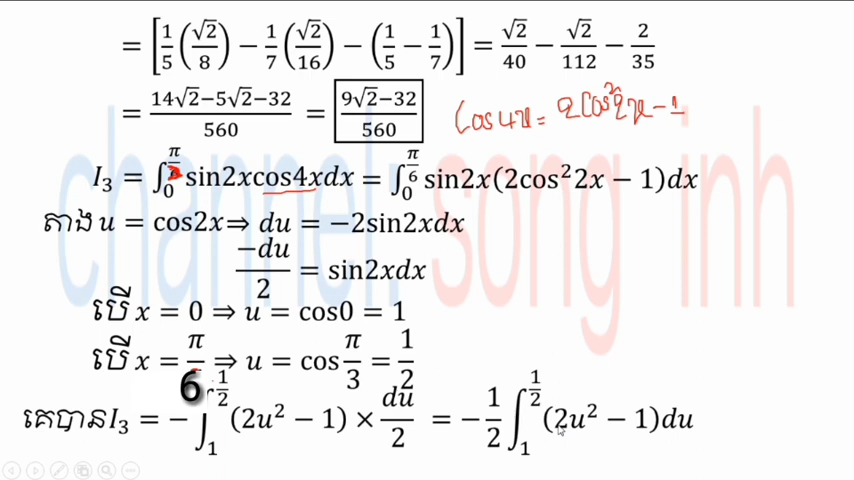 = [1/5(√2/8) − 1/7(√2/16) − (1/5 − 1/7)] = √2/40 − √2/112 − 2/35
= (14√2−5√2−32)/560 = (9√2−32)/560 cos4x = 2cos²2x − 1
I₃ = ∫₀^(π/6) sin2xcos4xdx = ∫₀^(π/6) sin2x(2cos²2x − 1)dx
តាង u = cos2x ⇒ du = −2sin2xdx
−du/2 = sin2xdx
បើ x = 0 ⇒ u = cos0 = 1
បើ x = π/6 ⇒ u = cos π/3 = 1/2
គេបាន I₃ = − ∫₁^(1/2) (2u² − 1) × du/2 = −1/2 ∫₁^(1/2) (2u² − 1)du
channel: song inh